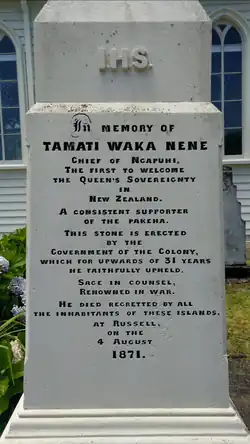 IHS.
In Memory of
TAMATI WAKA NENE
Chief of Ngapuhi,
The first to welcome
the Queen's Sovereignty
in
New Zealand.
A consistent supporter
of the pakeha.
This stone is erected
by the
Government of the Colony,
which for upwards of 31 years
he faithfully upheld.
Sage in counsel,
Renowned in war.
He died regretted by all
the inhabitants of these islands,
at Russell,
on the
4 August
1871.